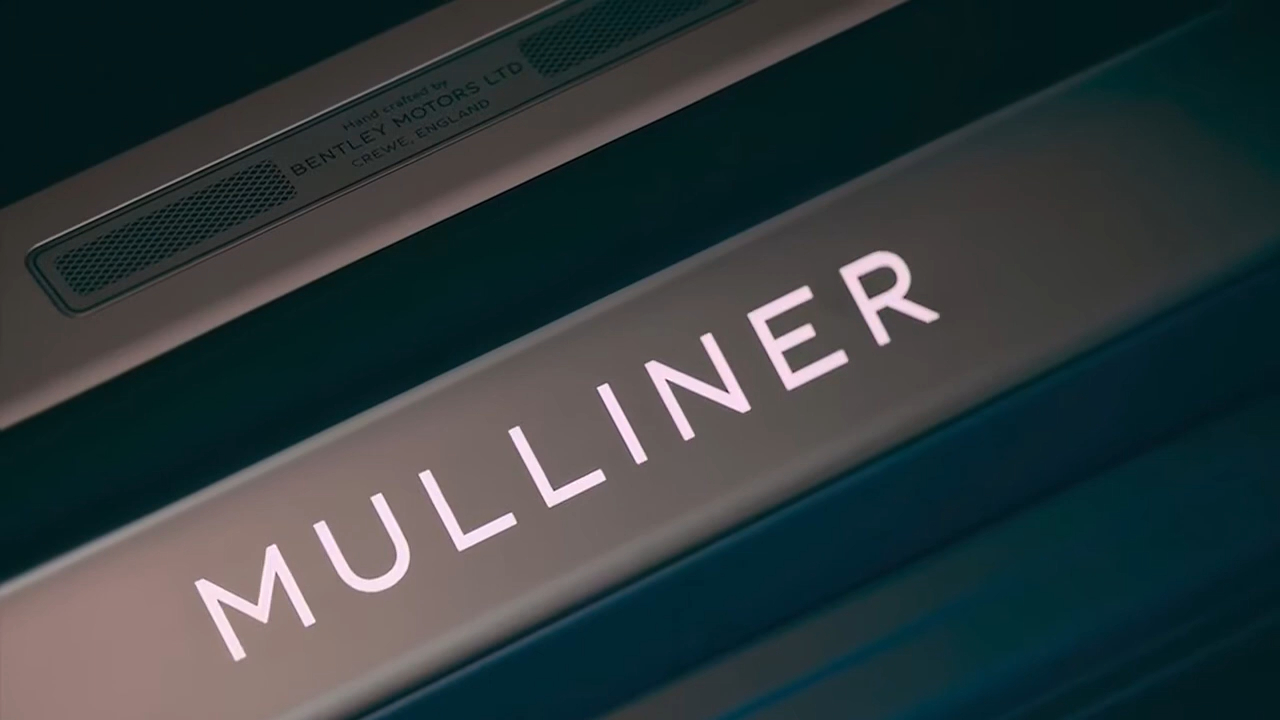 Hand crafted by
BENTLEY MOTORS LTD
CREWE, ENGLAND
MULLINER